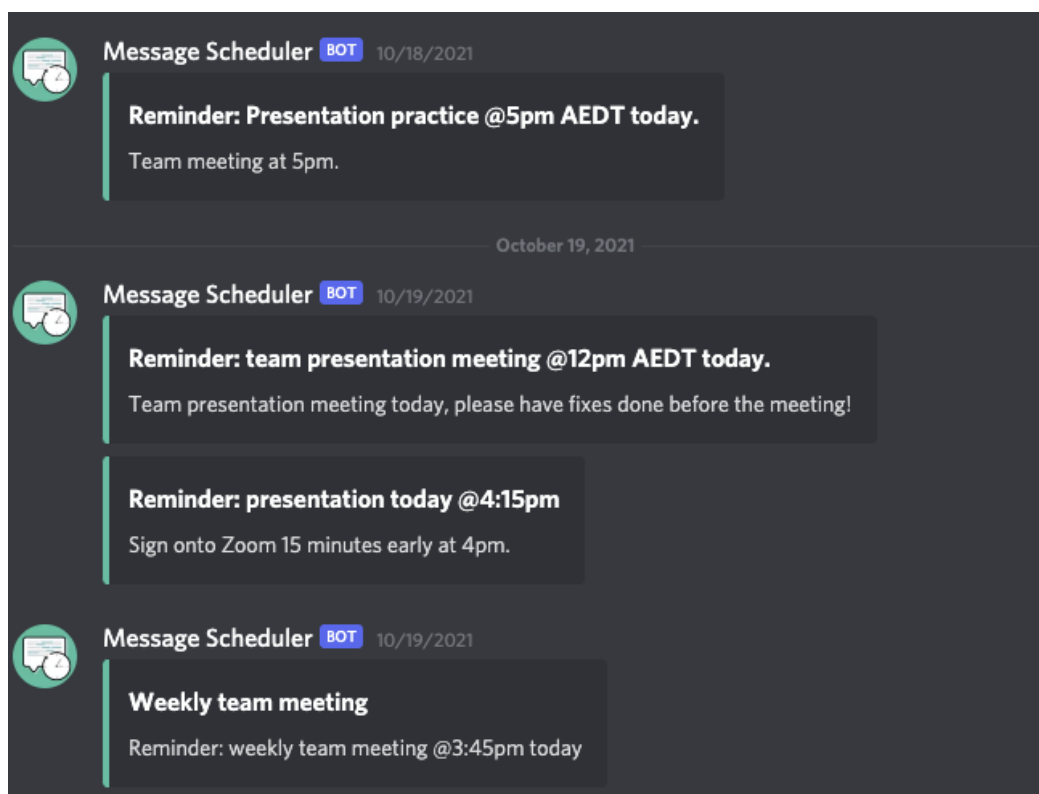 Message Scheduler BOT 10/18/2021
Reminder: Presentation practice @5pm AEDT today.
Team meeting at 5pm.
October 19, 2021
Message Scheduler BOT 10/19/2021
Reminder: team presentation meeting @12pm AEDT today.
Team presentation meeting today, please have fixes done before the meeting!
Reminder: presentation today @4:15pm
Sign onto Zoom 15 minutes early at 4pm.
Message Scheduler BOT 10/19/2021
Weekly team meeting
Reminder: weekly team meeting @3:45pm today